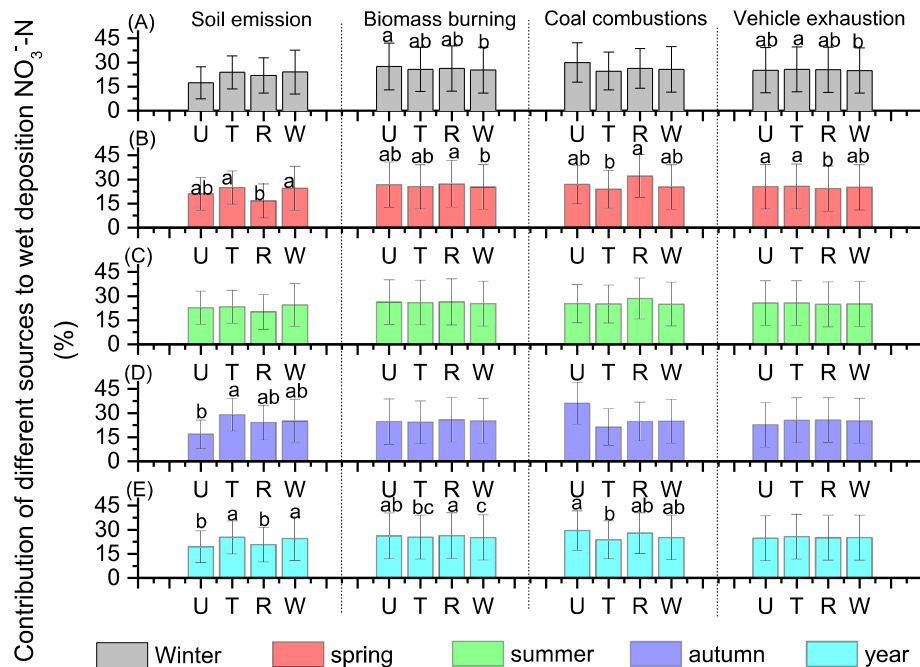 Contribution of different sources to wet deposition NO₃⁻-N
(%)
Soil emission Biomass burning Coal combustions Vehicle exhaustion
(A)
45
30
15
0
a ab ab b ab a ab b
U T R W U T R W U T R W U T R W
(B)
45
30
15
0
ab a b a ab ab a b ab b a ab a a b ab
U T R W U T R W U T R W U T R W
(C)
45
30
15
0
U T R W U T R W U T R W U T R W
(D)
45
30
15
0
b a ab ab
U T R W U T R W U T R W U T R W
(E)
45
30
15
0
b a b a ab bc a c a b ab ab
U T R W U T R W U T R W U T R W
Winter spring summer autumn year